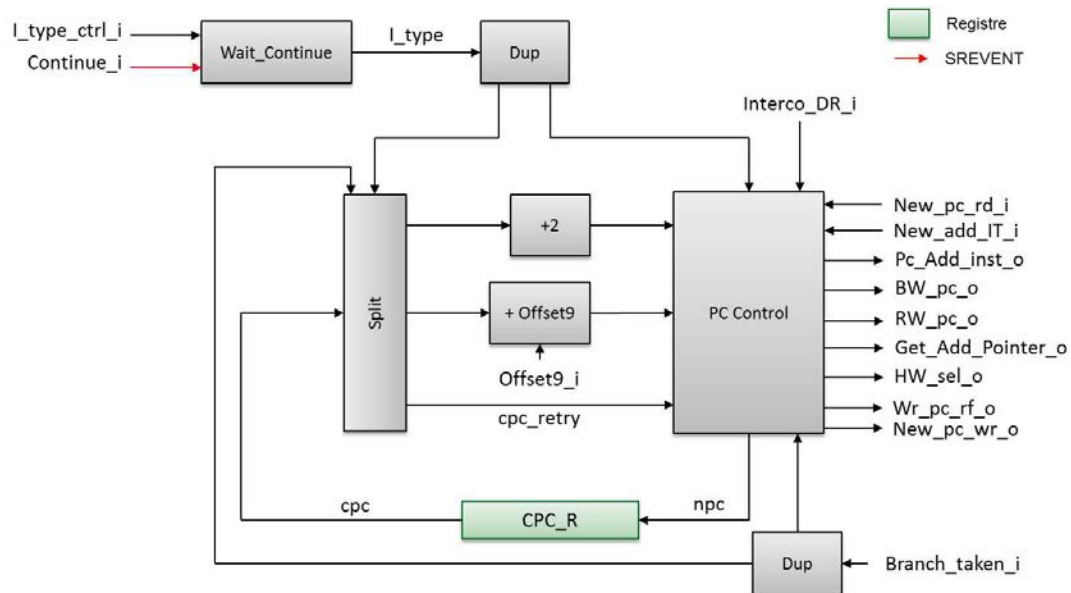 I_type_ctrl_i
Continue_i
Wait_Continue
I_type
Dup
Registre
SREVENT
Interco_DR_i
Split
+2
+ Offset9
Offset9_i
cpc_retry
PC Control
New_pc_rd_i
New_add_IT_i
Pc_Add_inst_o
BW_pc_o
RW_pc_o
Get_Add_Pointer_o
HW_sel_o
Wr_pc_rf_o
New_pc_wr_o
cpc
CPC_R
npc
Dup
Branch_taken_i